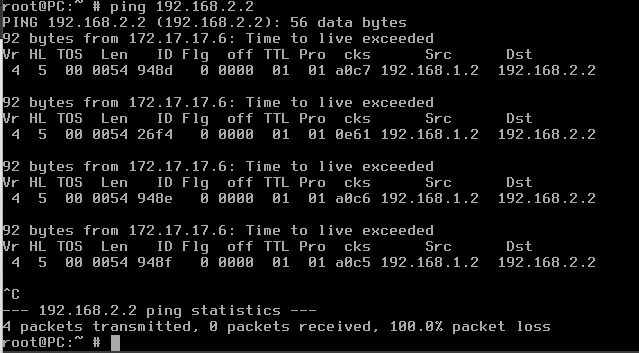 root@PC:~ # ping 192.168.2.2
PING 192.168.2.2 (192.168.2.2): 56 data bytes
92 bytes from 172.17.17.6: Time to live exceeded
Vr HL TOS Len ID Flg off TTL Pro cks Src Dst
4 5 00 0054 948d 0 0000 01 01 a0c7 192.168.1.2 192.168.2.2
92 bytes from 172.17.17.6: Time to live exceeded
Vr HL TOS Len ID Flg off TTL Pro cks Src Dst
4 5 00 0054 26f4 0 0000 01 01 0e61 192.168.1.2 192.168.2.2
92 bytes from 172.17.17.6: Time to live exceeded
Vr HL TOS Len ID Flg off TTL Pro cks Src Dst
4 5 00 0054 948e 0 0000 01 01 a0c6 192.168.1.2 192.168.2.2
92 bytes from 172.17.17.6: Time to live exceeded
Vr HL TOS Len ID Flg off TTL Pro cks Src Dst
4 5 00 0054 948f 0 0000 01 01 a0c5 192.168.1.2 192.168.2.2
^C
--- 192.168.2.2 ping statistics ---
4 packets transmitted, 0 packets received, 100.0% packet loss
root@PC:~ #